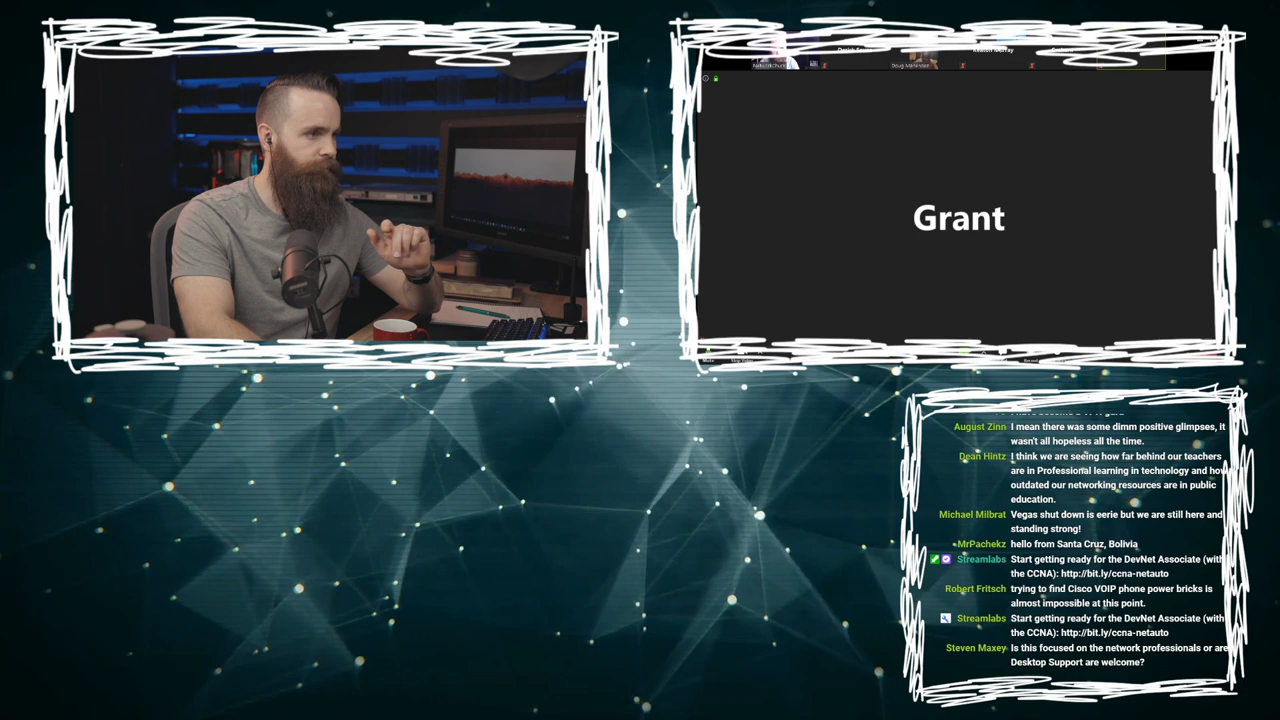 NetworkChuck
Doug Marendale
Grant
August Zinn I mean there was some dimm positive glimpses, it
wasn't all hopeless all the time.
Dean Hintz I think we are seeing how far behind our teachers
are in Professional learning in technology and how
outdated our networking resources are in public
education.
Michael Milbrat Vegas shut down is eerie but we are still here and
standing strong!
MrPachekz hello from Santa Cruz, Bolivia
Streamlabs Start getting ready for the DevNet Associate (with
the CCNA): http://bit.ly/ccna-netauto
Robert Fritsch trying to find Cisco VOIP phone power bricks is
almost impossible at this point.
Streamlabs Start getting ready for the DevNet Associate (with
the CCNA): http://bit.ly/ccna-netauto
Steven Maxey Is this focused on the network professionals or are
Desktop Support are welcome?